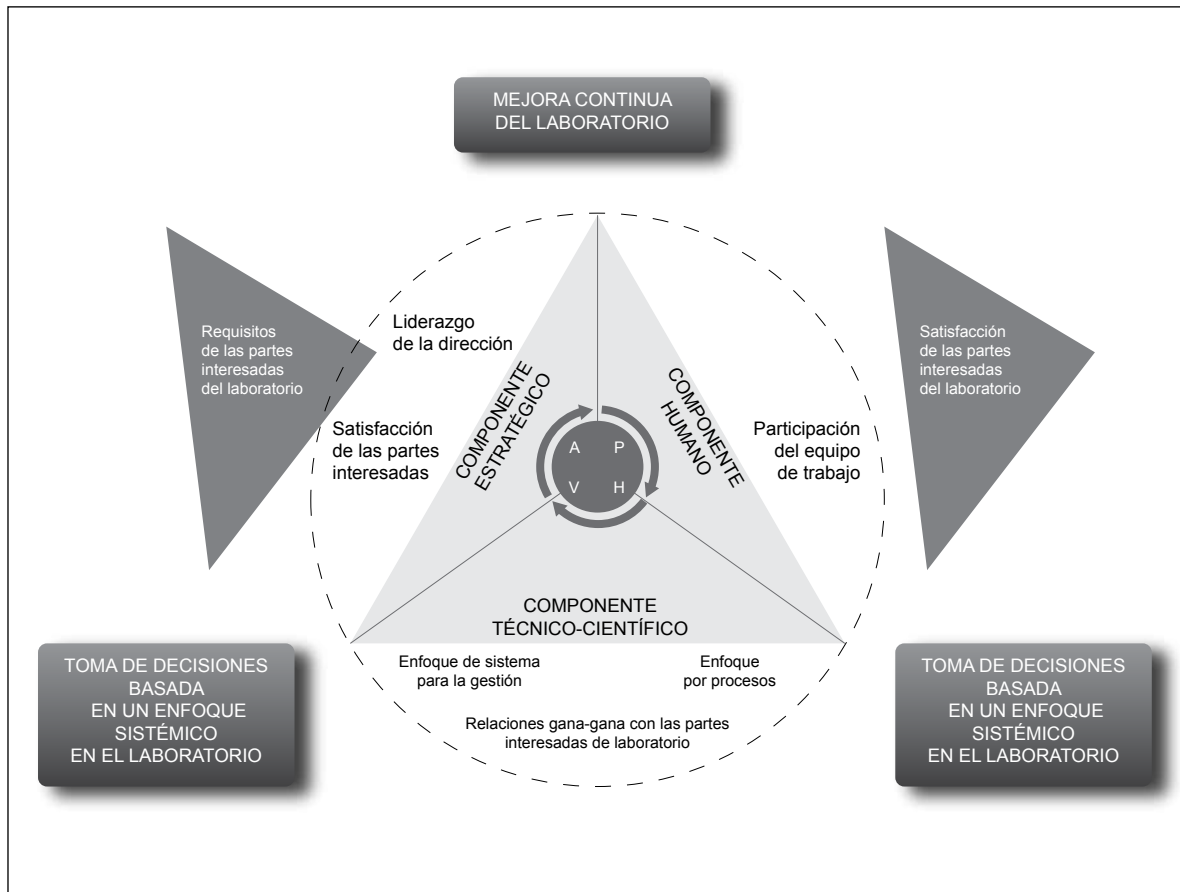 MEJORA CONTINUA
DEL LABORATORIO
Requisitos
de las partes
interesadas
del laboratorio
Liderazgo
de la dirección
Satisfacción
de las partes
interesadas
COMPONENTE
ESTRATÉGICO
A P
V H
COMPONENTE
HUMANO
Participación
del equipo
de trabajo
Satisfacción
de las partes
interesadas
del laboratorio
COMPONENTE
TÉCNICO-CIENTÍFICO
Enfoque de sistema
para la gestión
Enfoque
por procesos
Relaciones gana-gana con las partes
interesadas de laboratorio
TOMA DE DECISIONES
BASADA
EN UN ENFOQUE
SISTÉMICO
EN EL LABORATORIO
TOMA DE DECISIONES
BASADA
EN UN ENFOQUE
SISTÉMICO
EN EL LABORATORIO